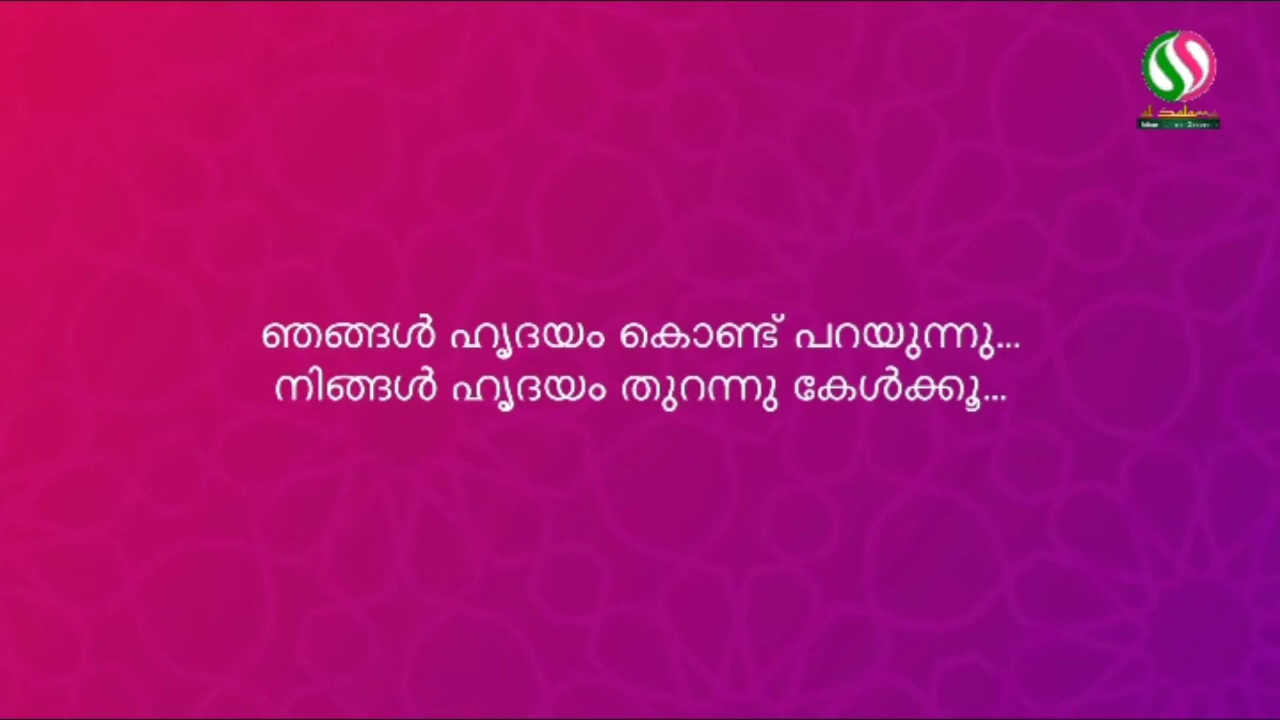 ഞങ്ങൾ ഹൃദയം കൊണ്ട് പറയുന്നു...
നിങ്ങൾ ഹൃദയം തുറന്നു കേൾക്കൂ...